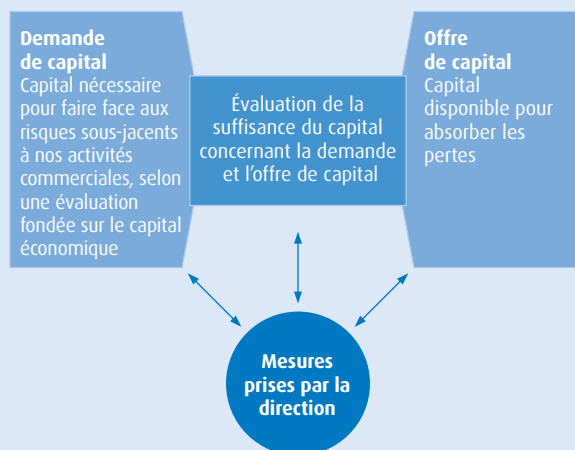 Demande
de capital
Capital nécessaire
pour faire face aux
risques sous-jacents
à nos activités
commerciales, selon
une évaluation
fondée sur le capital
économique
Évaluation de la
suffisance du capital
concernant la demande
et l’offre de capital
Offre
de capital
Capital
disponible pour
absorber les
pertes
Mesures
prises par la
direction